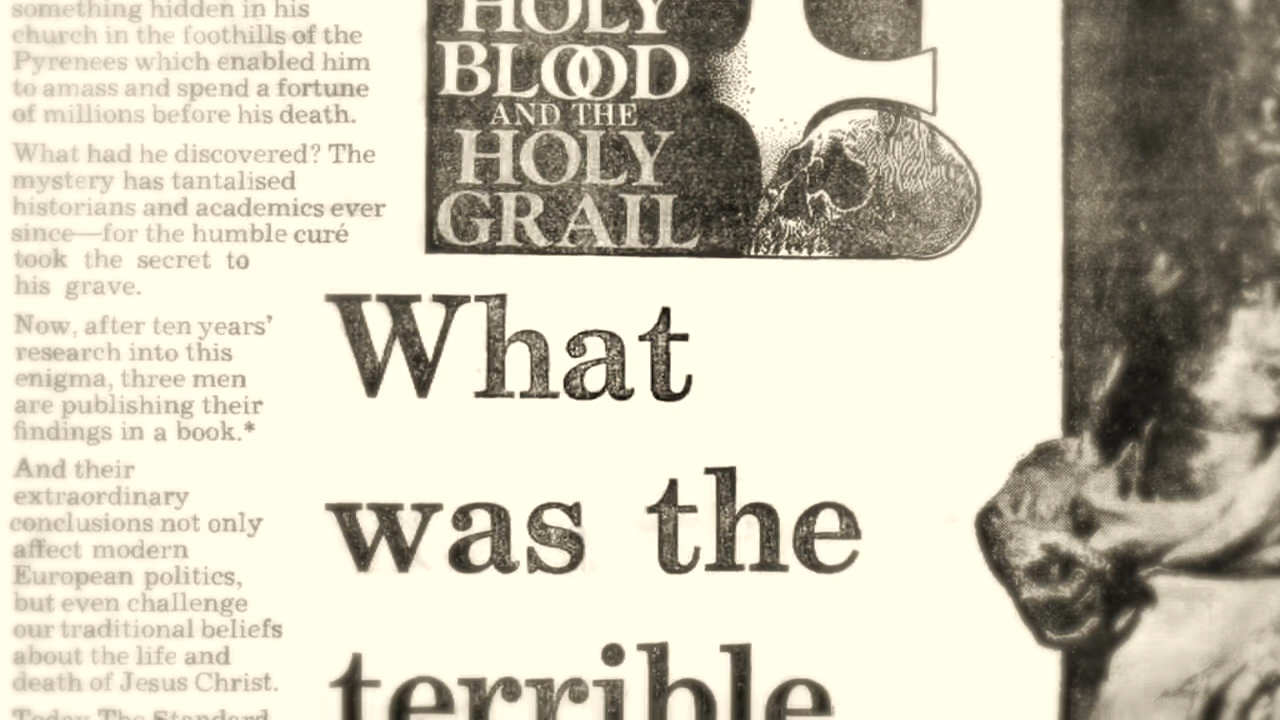 something hidden in his
church in the foothills of the
Pyrenees which enabled him
to amass and spend a fortune
of millions before his death.
What had he discovered? The
mystery has tantalised
historians and academics ever
since—for the humble curé
took the secret to
his grave.
Now, after ten years'
research into this
enigma, three men
are publishing their
findings in a book.*
And their
extraordinary
conclusions not only
affect modern
European politics,
but even challenge
our traditional beliefs
about the life and
death of Jesus Christ.
Today The Standard
HOLY
BLOOD
AND THE
HOLY
GRAIL
What
was the
terrible